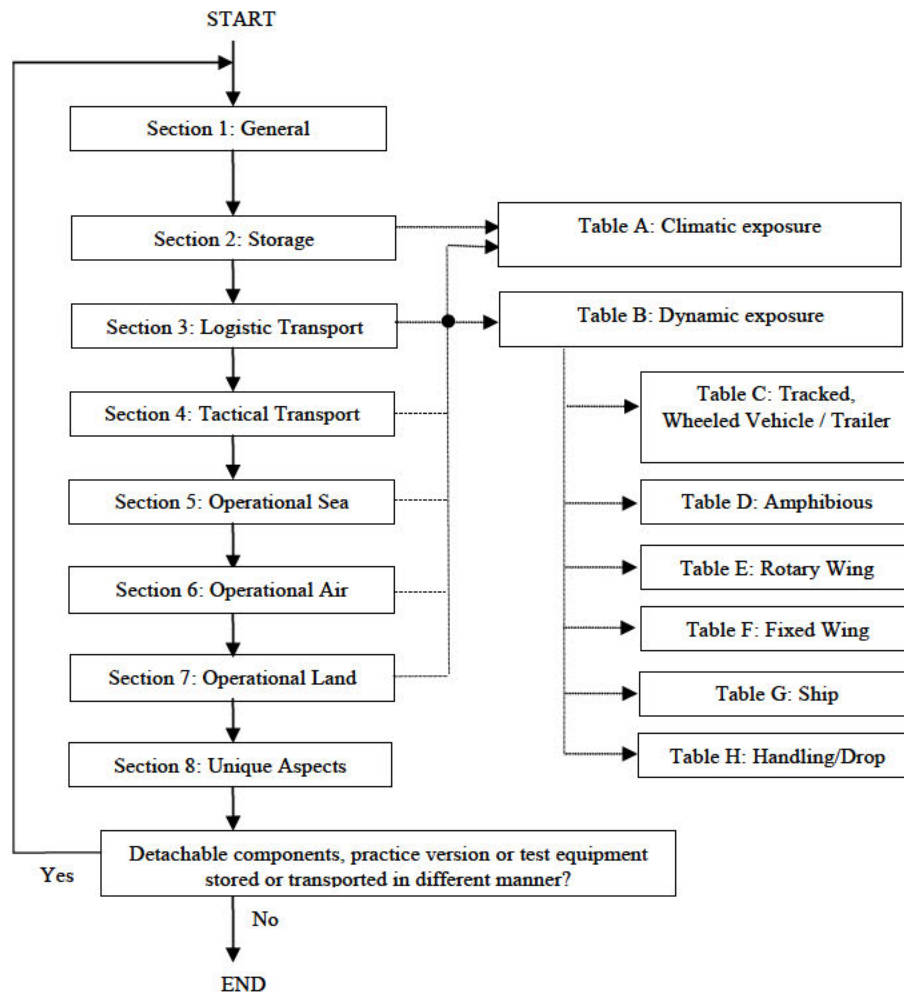 START
Section 1: General
Section 2: Storage
Table A: Climatic exposure
Section 3: Logistic Transport
Table B: Dynamic exposure
Section 4: Tactical Transport
Table C: Tracked,
Wheeled Vehicle / Trailer
Section 5: Operational Sea
Table D: Amphibious
Section 6: Operational Air
Table E: Rotary Wing
Table F: Fixed Wing
Section 7: Operational Land
Table G: Ship
Section 8: Unique Aspects
Table H: Handling/Drop
Detachable components, practice version or test equipment
stored or transported in different manner?
Yes
No
END